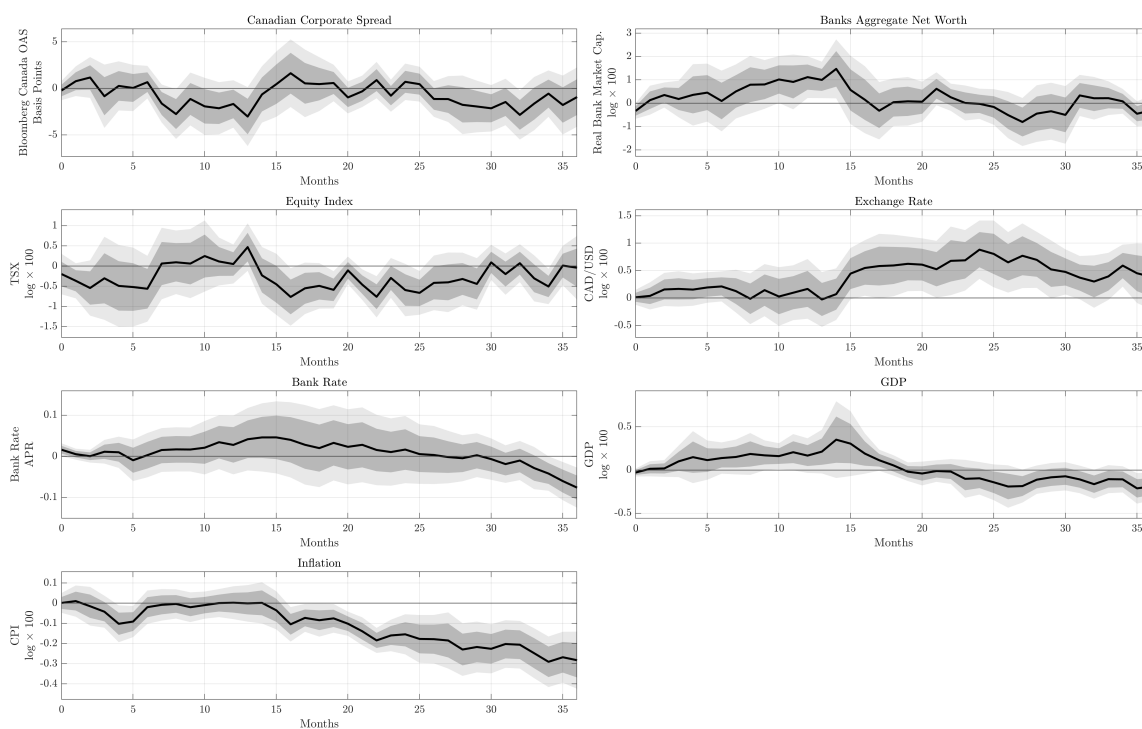 Canadian Corporate Spread
Bloomberg Canada OAS
Basis Points
5
0
-5
0 5 10 15 20 25 30 35
Months
Banks Aggregate Net Worth
Real Bank Market Cap.
log × 100
3
2
1
0
-1
-2
0 5 10 15 20 25 30 35
Months
Equity Index
TSX
log × 100
1
0.5
0
-0.5
-1
-1.5
0 5 10 15 20 25 30 35
Months
Exchange Rate
CAD/USD
log × 100
1.5
1
0.5
0
-0.5
0 5 10 15 20 25 30 35
Months
Bank Rate
Bank Rate
APR
0.1
0
-0.1
0 5 10 15 20 25 30 35
Months
GDP
GDP
log × 100
0.5
0
-0.5
0 5 10 15 20 25 30 35
Months
Inflation
CPI
log × 100
0.1
0
-0.1
-0.2
-0.3
-0.4
0 5 10 15 20 25 30 35
Months